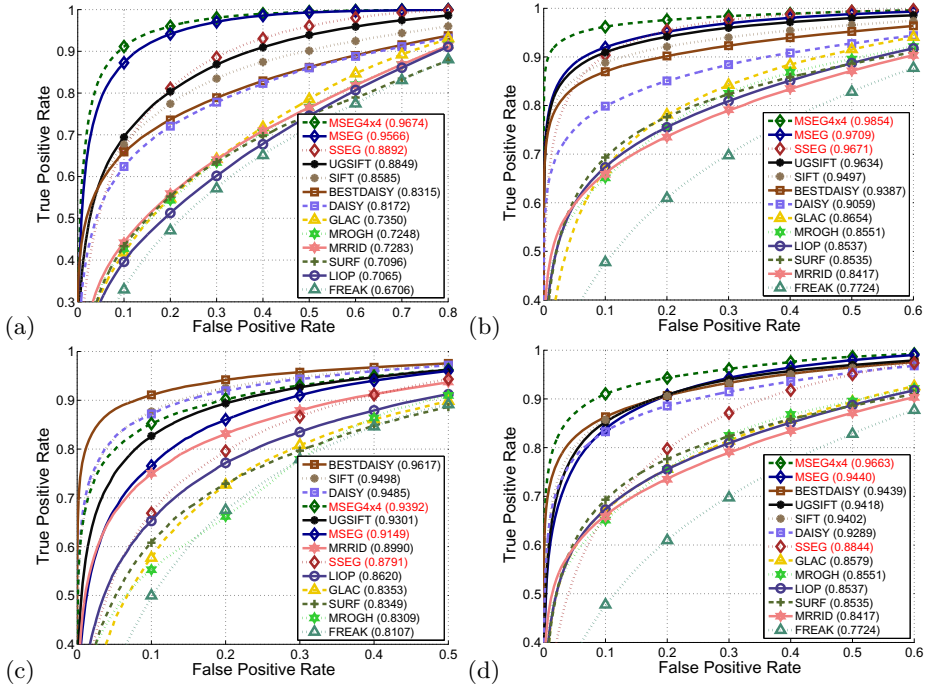 1
0.9
0.8
0.7
0.6
0.5
0.4
0.3
True Positive Rate
MSEG4x4 (0.9674)
MSEG (0.9566)
SSEG (0.8892)
UGSIFT (0.8849)
SIFT (0.8585)
BESTDAISY (0.8315)
DAISY (0.8172)
GLAC (0.7350)
MROGH (0.7248)
MRRID (0.7283)
SURF (0.7096)
LIOP (0.7065)
FREAK (0.6706)
0 0.1 0.2 0.3 0.4 0.5 0.6 0.7 0.8
False Positive Rate
(a)
1
0.9
0.8
0.7
0.6
0.5
0.4
True Positive Rate
MSEG4x4 (0.9854)
MSEG (0.9709)
SSEG (0.9671)
UGSIFT (0.9634)
SIFT (0.9497)
BESTDAISY (0.9387)
DAISY (0.9059)
GLAC (0.8654)
MROGH (0.8551)
LIOP (0.8537)
SURF (0.8535)
MRRID (0.8417)
FREAK (0.7724)
0 0.1 0.2 0.3 0.4 0.5 0.6
False Positive Rate
(b)
1
0.9
0.8
0.7
0.6
0.5
0.4
True Positive Rate
BESTDAISY (0.9617)
SIFT (0.9498)
DAISY (0.9485)
MSEG4x4 (0.9392)
UGSIFT (0.9301)
MSEG (0.9149)
MRRID (0.8990)
SSEG (0.8791)
LIOP (0.8620)
GLAC (0.8353)
SURF (0.8349)
MROGH (0.8309)
FREAK (0.8107)
0 0.1 0.2 0.3 0.4 0.5
False Positive Rate
(c)
1
0.9
0.8
0.7
0.6
0.5
0.4
True Positive Rate
MSEG4x4 (0.9663)
MSEG (0.9440)
BESTDAISY (0.9439)
UGSIFT (0.9418)
SIFT (0.9402)
DAISY (0.9289)
SSEG (0.8844)
GLAC (0.8579)
MROGH (0.8551)
LIOP (0.8537)
SURF (0.8535)
MRRID (0.8417)
FREAK (0.7724)
0 0.1 0.2 0.3 0.4 0.5 0.6
False Positive Rate
(d)